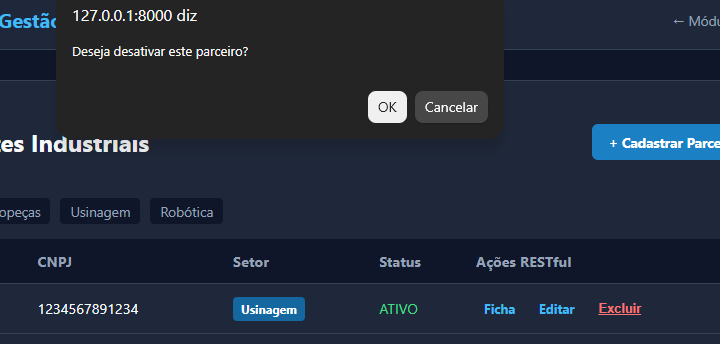 127.0.0.1:8000 diz
Gestão
← Módu
Deseja desativar este parceiro?
OK Cancelar
tes Industriais
+ Cadastrar Parce
opeças Usinagem Robótica
CNPJ Setor Status Ações RESTful
1234567891234 Usinagem ATIVO Ficha Editar Excluir